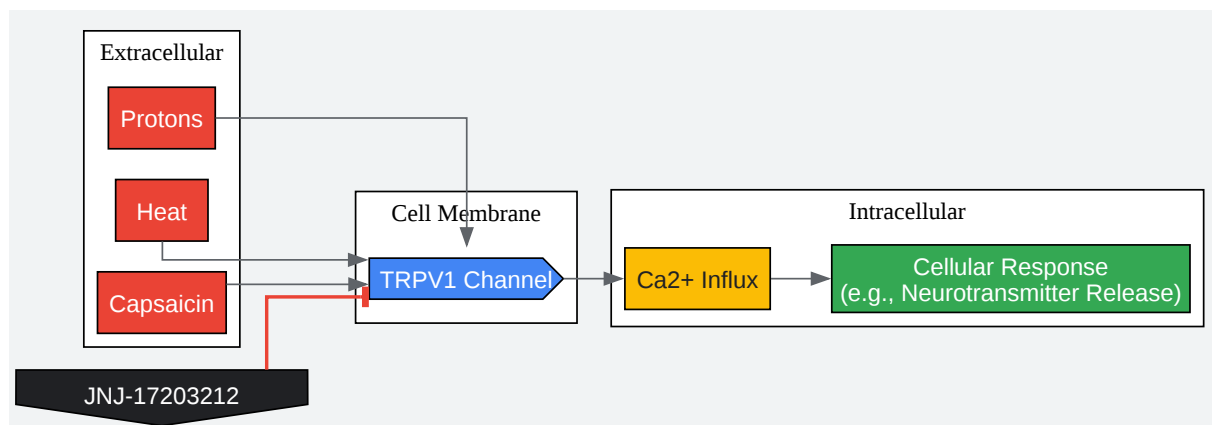 Extracellular
Protons
Heat
Capsaicin
JNJ-17203212
Cell Membrane
TRPV1 Channel
Intracellular
Ca2+ Influx
Cellular Response
(e.g., Neurotransmitter Release)